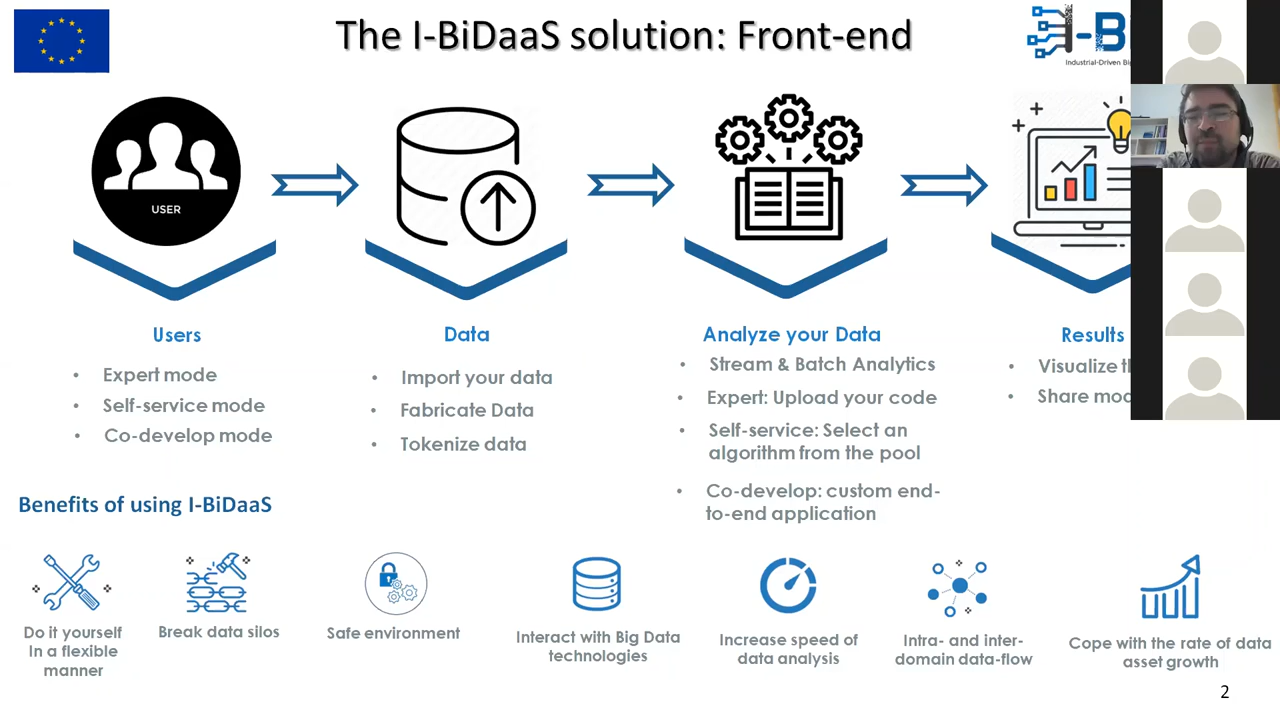 The I-BiDaaS solution: Front-end
I-B
Industrial-Driven Big
USER
Users
Expert mode
Self-service mode
Co-develop mode
Data
Import your data
Fabricate Data
Tokenize data
Analyze your Data
Stream & Batch Analytics
Expert: Upload your code
Self-service: Select an
algorithm from the pool
Co-develop: custom end-
to-end application
Results
Visualize
Share
Benefits of using I-BiDaaS
Do it yourself
In a flexible
manner
Break data silos
Safe environment
Interact with Big Data
technologies
Increase speed of
data analysis
Intra- and inter-
domain data-flow
Cope with the rate of data
asset growth
2